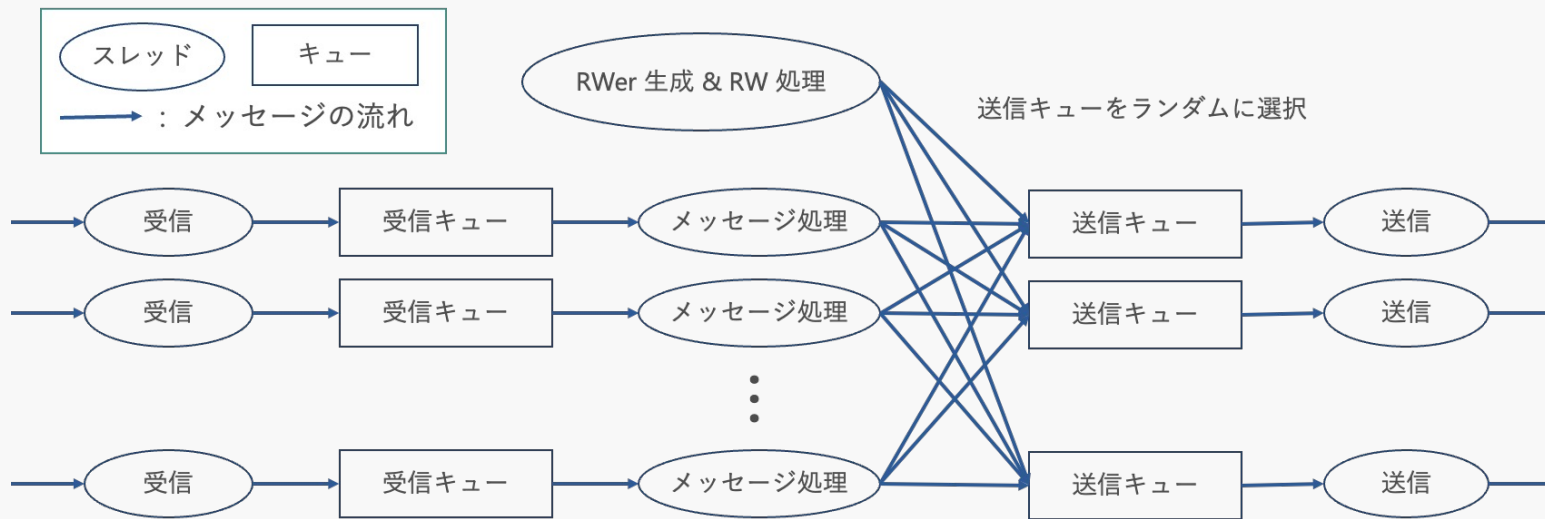 スレッド
キュー
：メッセージの流れ
RWer 生成 & RW 処理
送信キューをランダムに選択
受信
受信キュー
メッセージ処理
送信キュー
送信
受信
受信キュー
メッセージ処理
送信キュー
送信
受信
受信キュー
メッセージ処理
送信キュー
送信